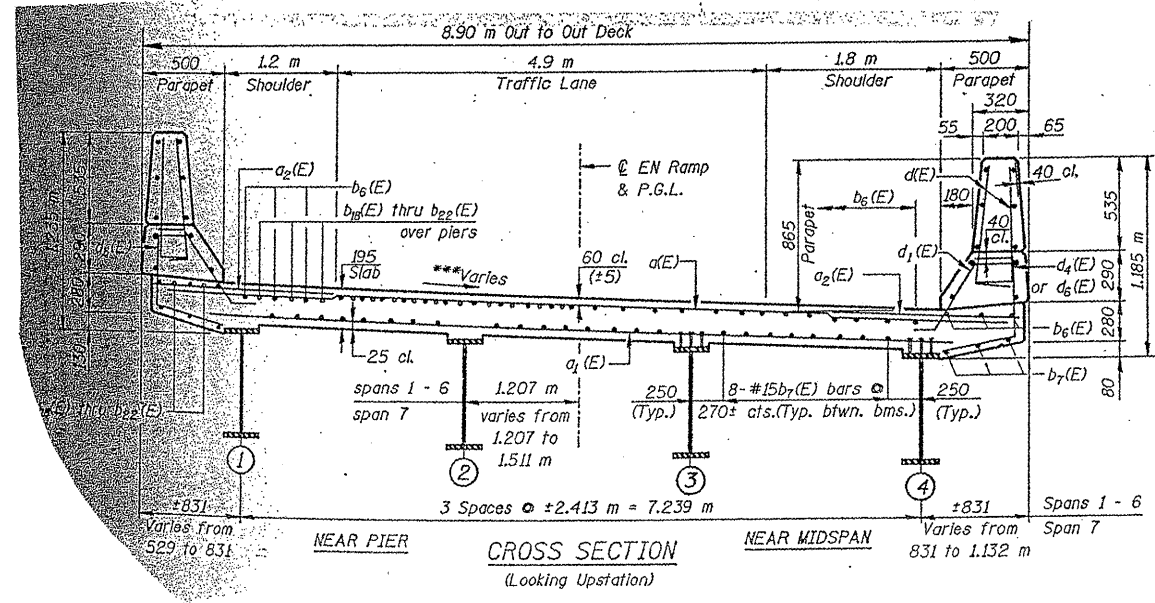 8.90 m Out to Out Deck
500
Parapet
1.2 m
Shoulder
4.9 m
Traffic Lane
1.8 m
Shoulder
500
Parapet
320
55
200
65
a₂(E)
b₆(E)
b₁₈(E) thru b₂₂(E)
over piers
℄ EN Ramp
& P.G.L.
d(E)
40 cl.
b₆(E)
180
40
cl.
865
Parapet
535
290
280
1.185 m
80
290
280
130
195
Slab
***Varies
60 cl.
(±5)
a(E)
a₂(E)
d₁(E)
d₄(E)
or d₆(E)
b₆(E)
b₇(E)
25 cl.
a₁(E)
thru b₂₂(E)
spans 1 - 6
span 7
1.207 m
varies from
1.207 to
1.511 m
250
(Typ.)
8- #15b₇(E) bars @
270± cts.(Typ. btwn. bms.)
250
(Typ.)
1
2
3
4
±831
Varies from
529 to 831
3 Spaces @ ±2.413 m = 7.239 m
±831
Varies from
831 to 1.132 m
Spans 1 - 6
Span 7
NEAR PIER
CROSS SECTION
(Looking Upstation)
NEAR MIDSPAN